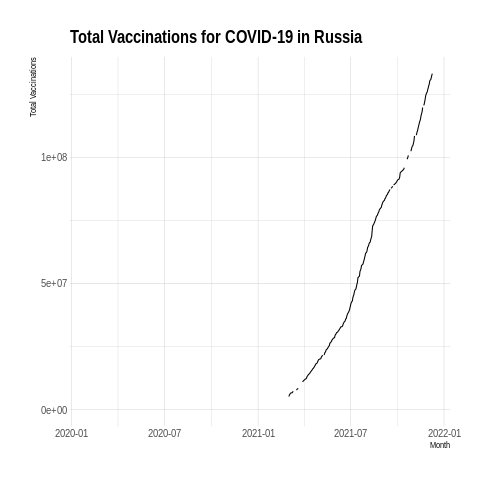 Total Vaccinations for COVID-19 in Russia
Total Vaccinations
1e+08
5e+07
0e+00
2020-01 2020-07 2021-01 2021-07 2022-01
Month